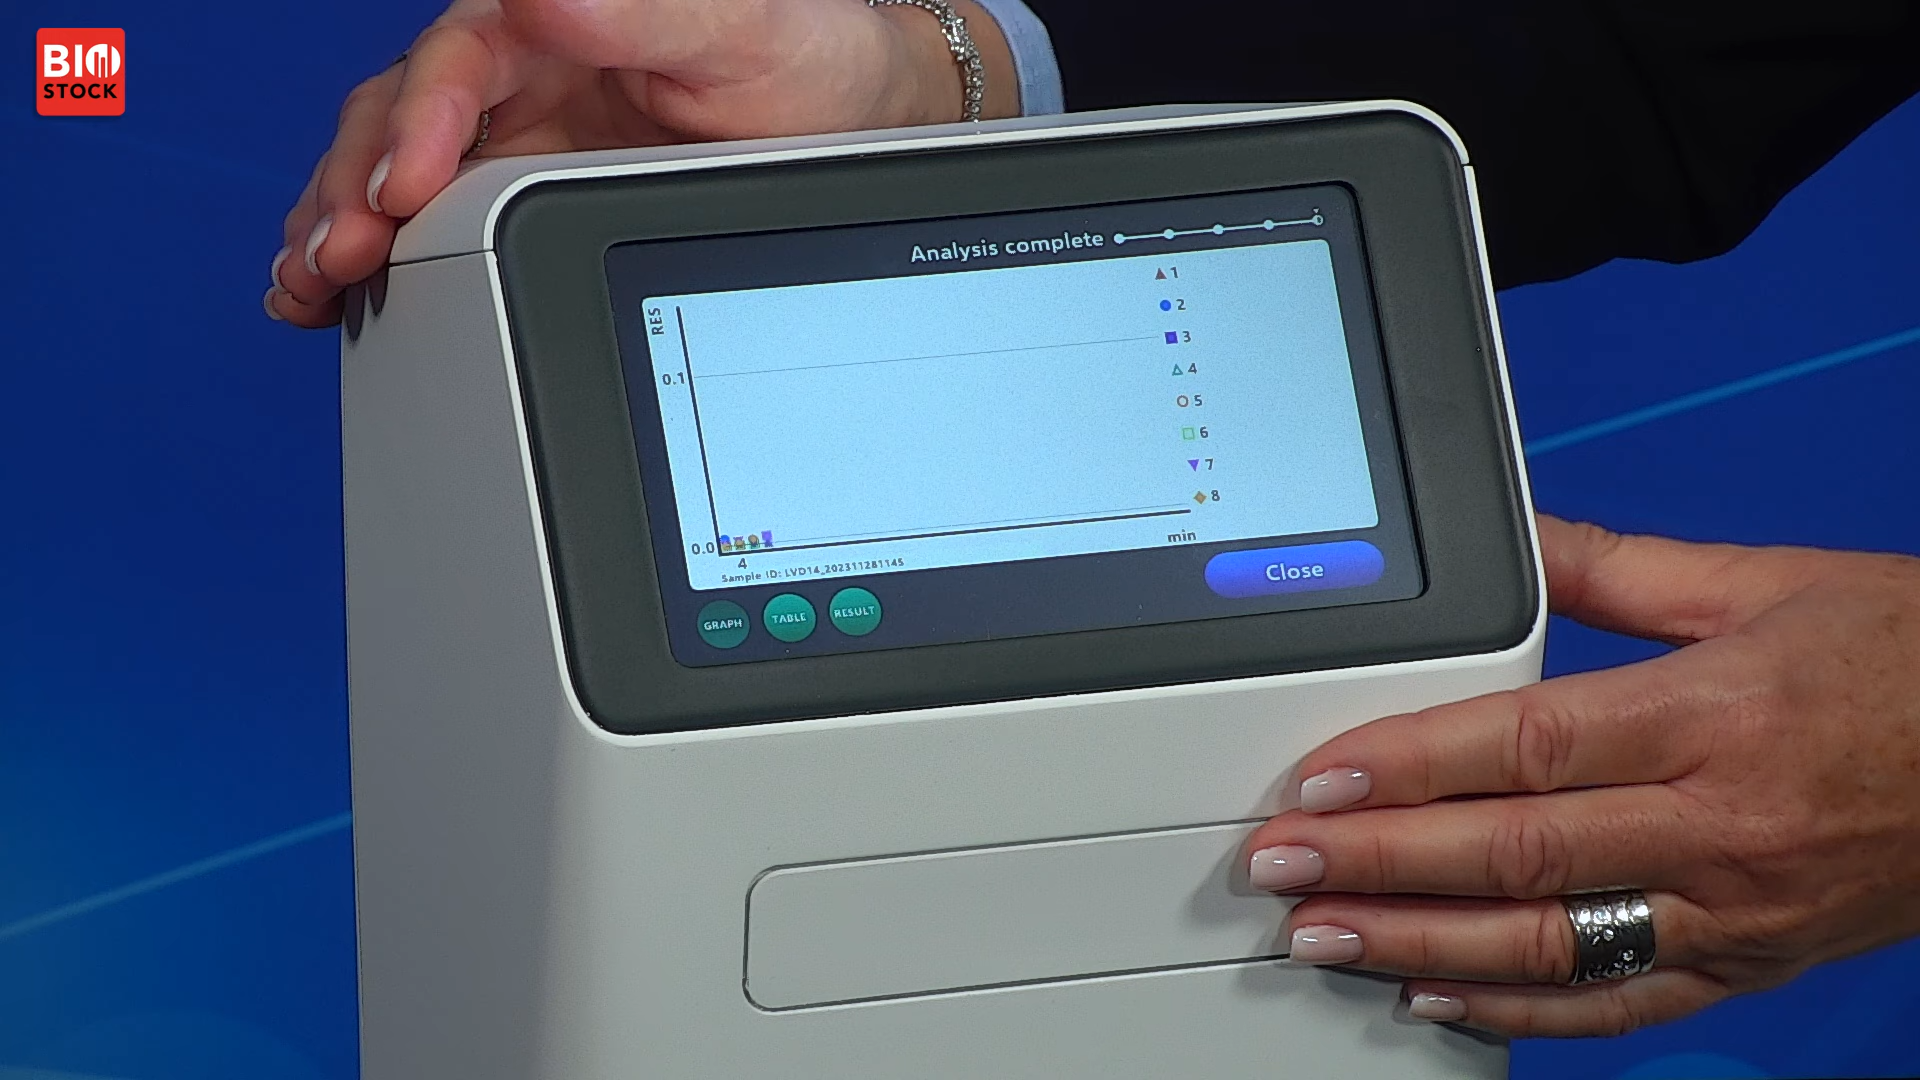 BIO
STOCK
Analysis complete
RES
0.1
0.0
4
min
1
2
3
4
5
6
7
8
Sample ID: LVD14_202311281145
GRAPH
TABLE
RESULT
Close